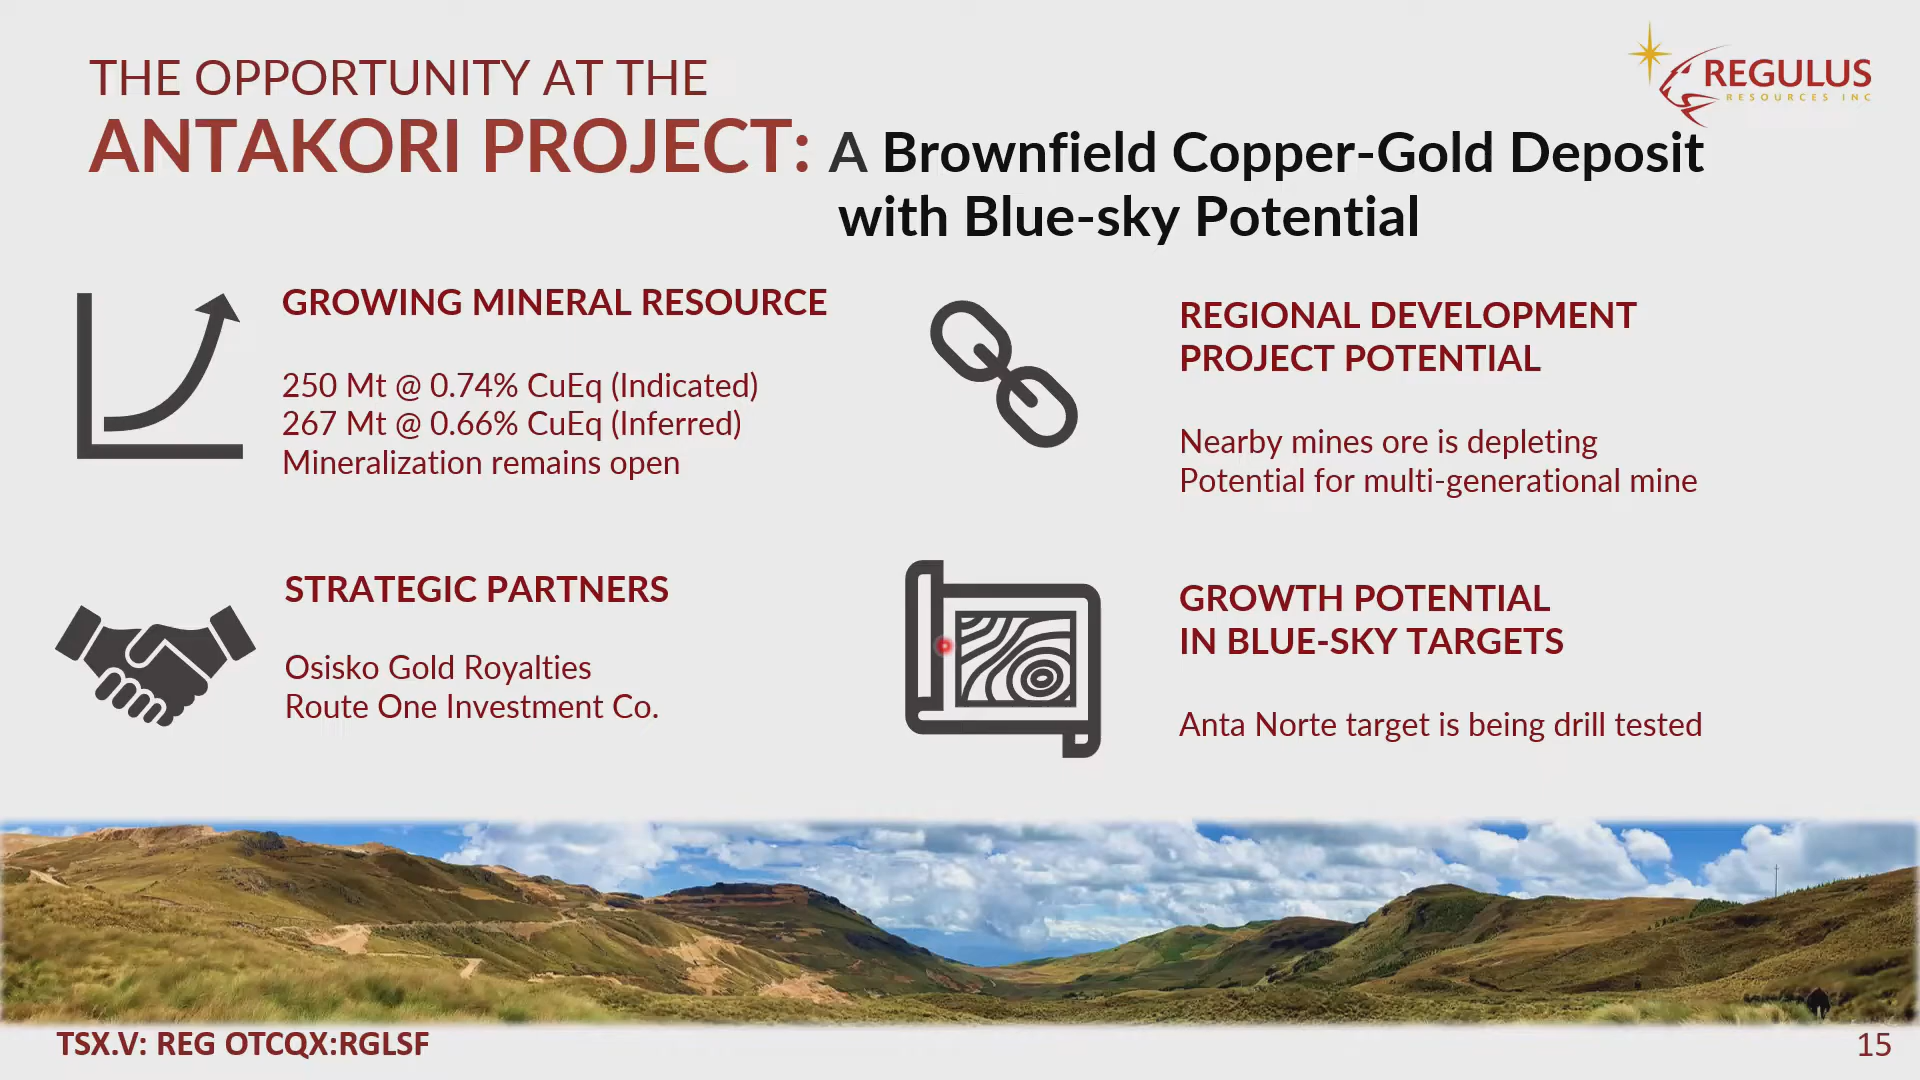 THE OPPORTUNITY AT THE
ANTAKORI PROJECT: A Brownfield Copper-Gold Deposit
with Blue-sky Potential
REGULUS
RESOURCES INC
GROWING MINERAL RESOURCE
250 Mt @ 0.74% CuEq (Indicated)
267 Mt @ 0.66% CuEq (Inferred)
Mineralization remains open
REGIONAL DEVELOPMENT
PROJECT POTENTIAL
Nearby mines ore is depleting
Potential for multi-generational mine
STRATEGIC PARTNERS
Osisko Gold Royalties
Route One Investment Co.
GROWTH POTENTIAL
IN BLUE-SKY TARGETS
Anta Norte target is being drill tested
TSX.V: REG OTCQX:RGLSF
15